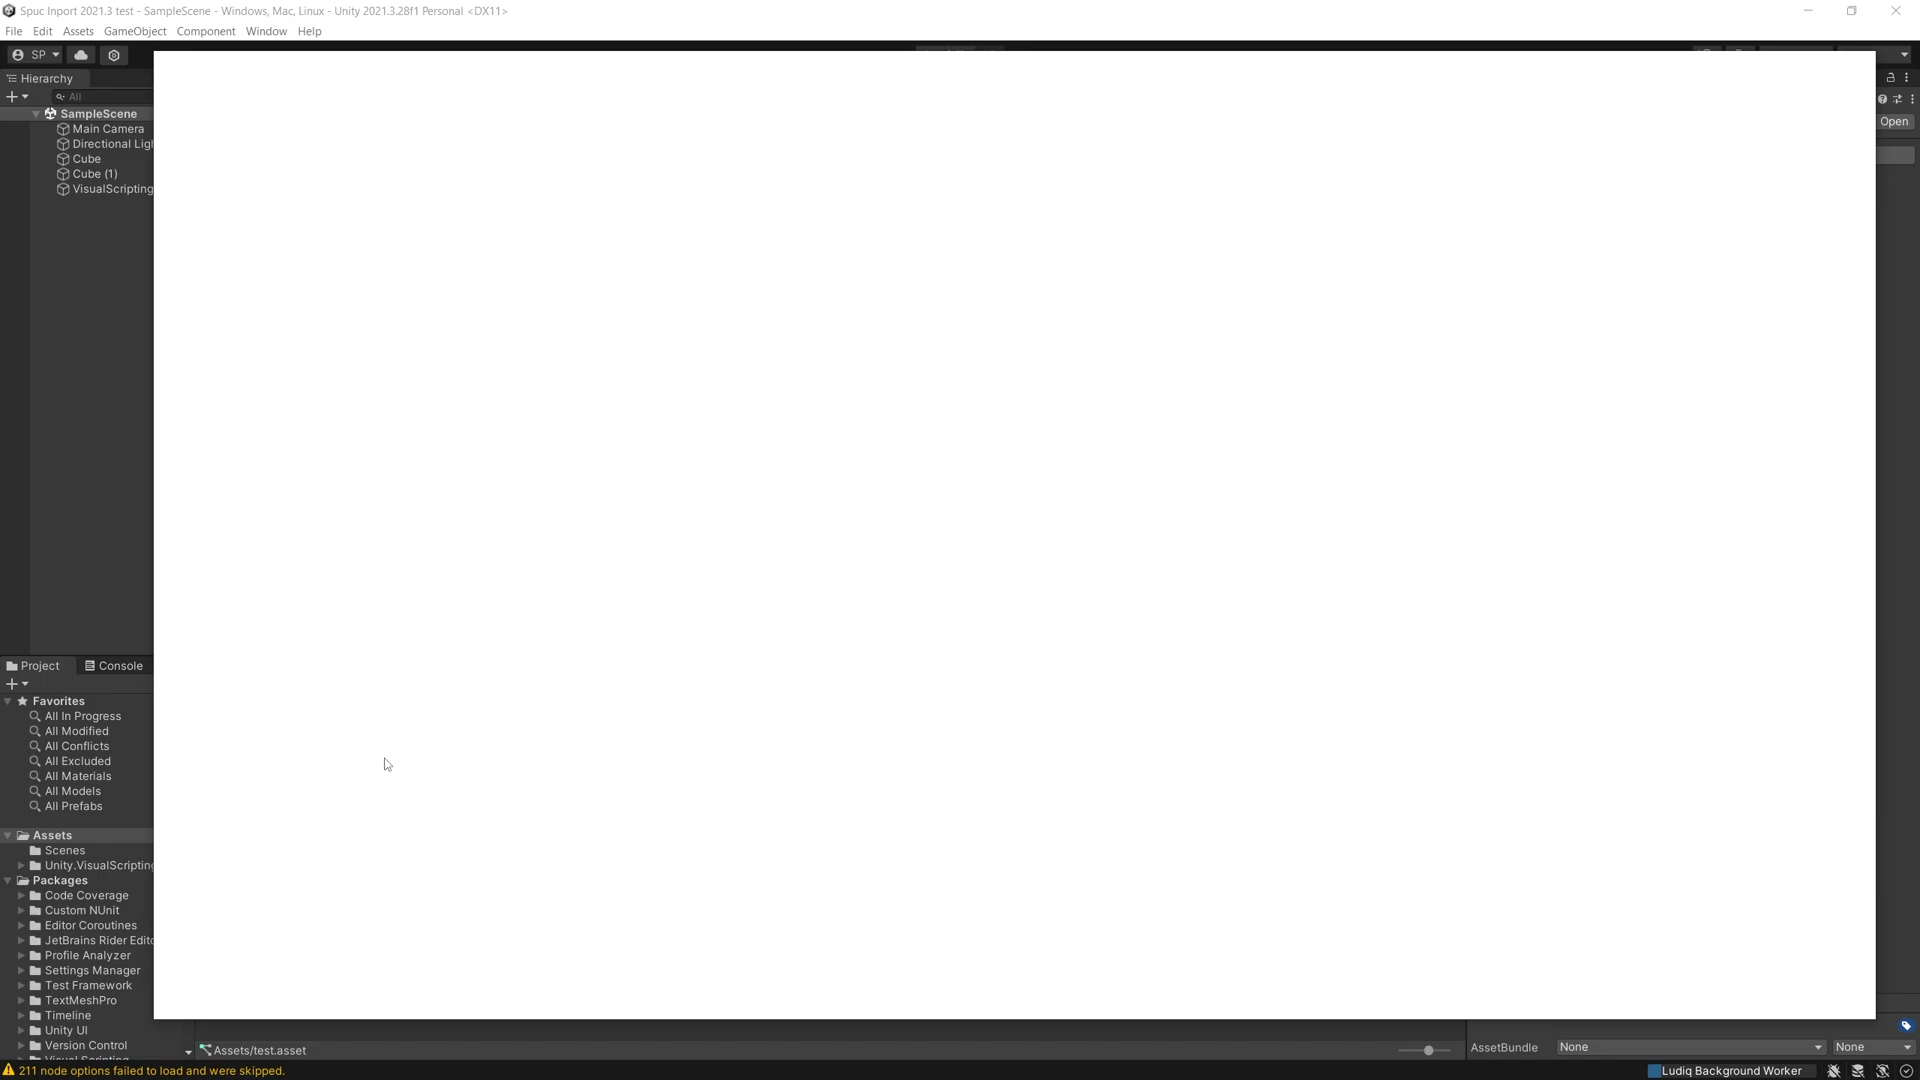 Spuc Inport 2021.3 test - SampleScene - Windows, Mac, Linux - Unity 2021.3.28f1 Personal <DX11>
File Edit Assets GameObject Component Window Help
SP
Hierarchy
All
SampleScene
Open
Main Camera
Directional Ligh
Cube
Cube (1)
VisualScripting
Project Console
Favorites
All In Progress
All Modified
All Conflicts
All Excluded
All Materials
All Models
All Prefabs
Assets
Scenes
Unity.VisualScripting
Packages
Code Coverage
Custom NUnit
Editor Coroutines
JetBrains Rider Edito
Profile Analyzer
Settings Manager
Test Framework
TextMeshPro
Timeline
Unity UI
Version Control
Visual Scripting
Assets/test.asset
AssetBundle None None
211 node options failed to load and were skipped.
Ludiq Background Worker